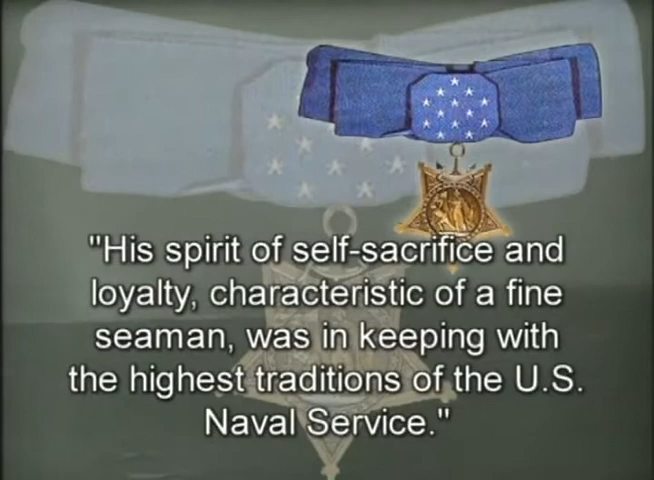 "His spirit of self-sacrifice and
loyalty, characteristic of a fine
seaman, was in keeping with
the highest traditions of the U.S.
Naval Service."